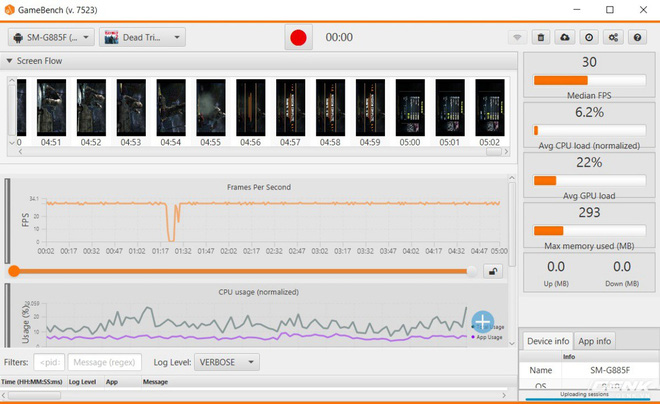 GameBench (v. 7523)
SM-G885F (...
Dead Tri...
00:00
Screen Flow
0 04:51 04:52 04:53 04:54 04:55 04:56 04:57 04:58 04:59 05:00 05:01 05:02
30
Median FPS
6.2%
Avg CPU load (normalized)
22%
Avg GPU load
293
Max memory used (MB)
0.0 0.0
Up (MB) Down (MB)
Frames Per Second
FPS
34.1
20
10
0
00:02 00:17 00:32 00:47 01:02 01:17 01:32 01:47 02:02 02:17 02:32 02:47 03:02 03:17 03:32 03:47 04:02 04:17 04:32 04:47 05:00
CPU usage (normalized)
Usage (%)
20
10
0
Usage
App Usage
Filters:
<pid>
Message (regex)
Log Level:
VERBOSE
Time (HH:MM:SS:ms) Log Level App Message
Device info App info
Info
Name SM-G885F
OS
Uploading sessions